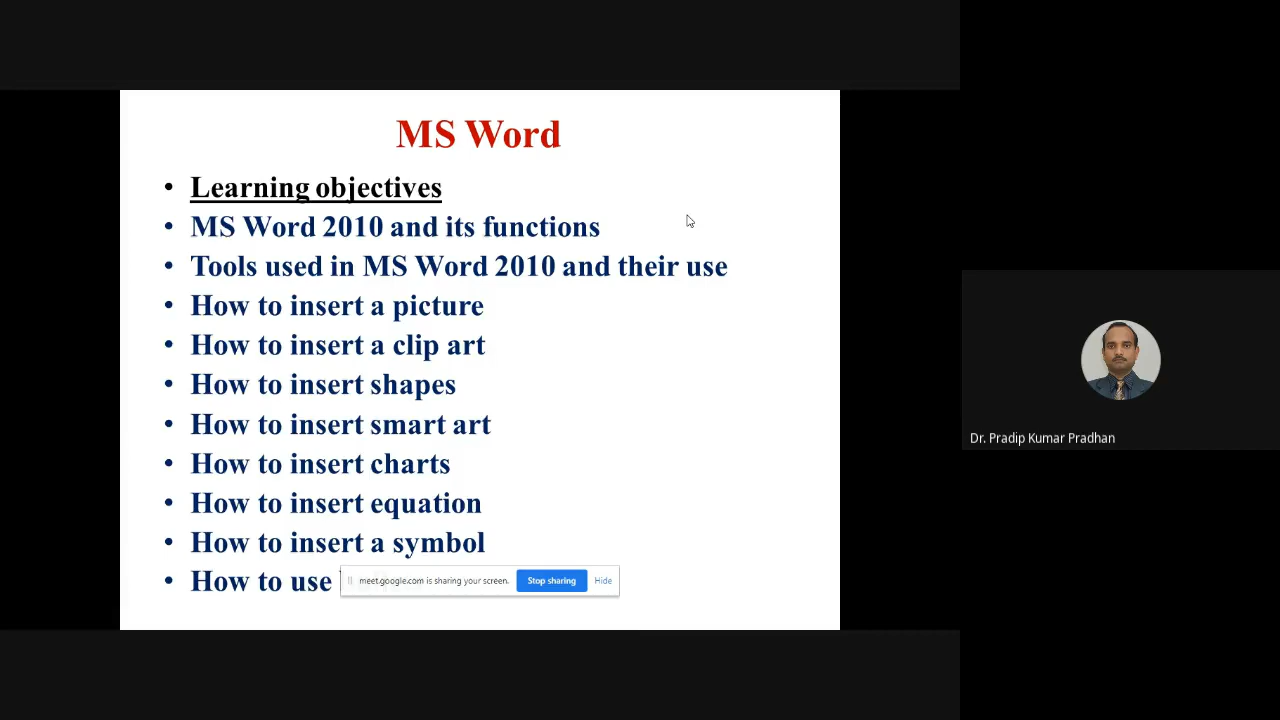 MS Word
• Learning objectives
• MS Word 2010 and its functions
• Tools used in MS Word 2010 and their use
• How to insert a picture
• How to insert a clip art
• How to insert shapes
• How to insert smart art
• How to insert charts
• How to insert equation
• How to insert a symbol
• How to use
meet.google.com is sharing your screen. Stop sharing Hide
Dr. Pradip Kumar Pradhan